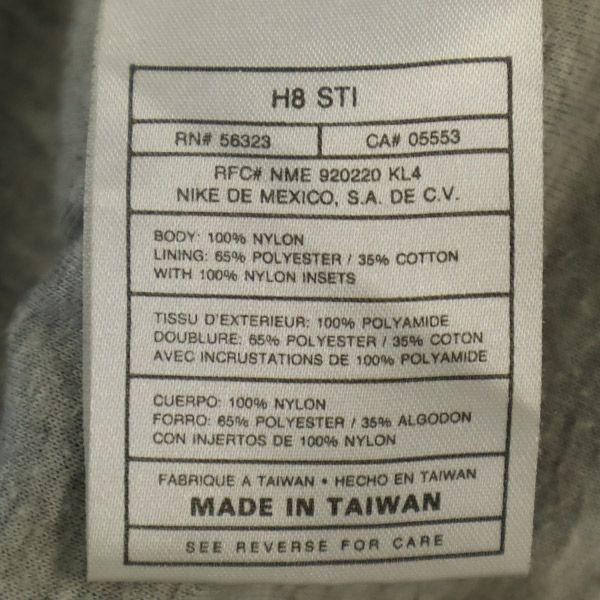 H8 STI
RN# 56323 CA# 05553
RFC# NME 920220 KL4
NIKE DE MEXICO, S.A. DE C.V.
BODY: 100% NYLON
LINING: 65% POLYESTER / 35% COTTON
WITH 100% NYLON INSETS
TISSU D'EXTERIEUR: 100% POLYAMIDE
DOUBLURE: 65% POLYESTER / 35% COTON
AVEC INCRUSTATIONS DE 100% POLYAMIDE
CUERPO: 100% NYLON
FORRO: 65% POLYESTER / 35% ALGODON
CON INJERTOS DE 100% NYLON
FABRIQUE A TAIWAN • HECHO EN TAIWAN
MADE IN TAIWAN
SEE REVERSE FOR CARE